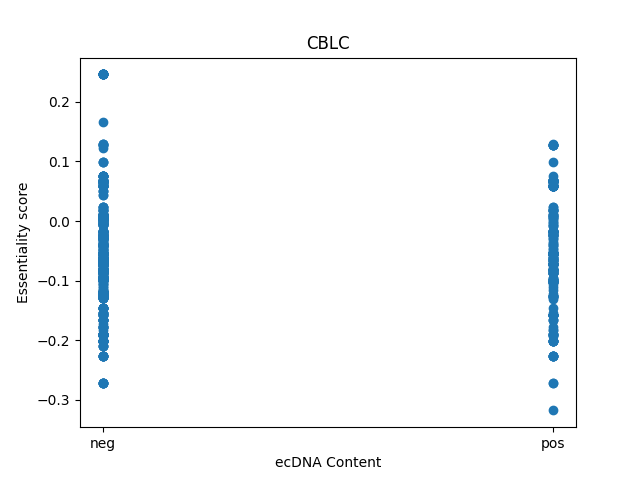 CBLC
Essentiality score
0.2
0.1
0.0
−0.1
−0.2
−0.3
neg
pos
ecDNA Content